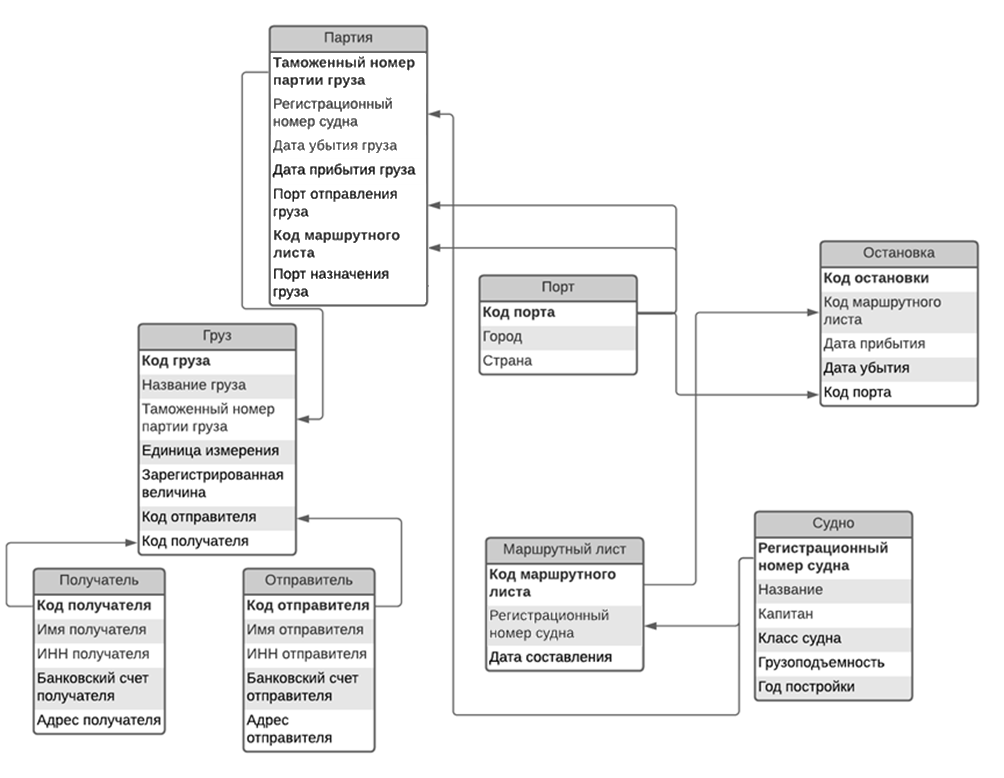 Партия
Таможенный номер
партии груза
Регистрационный
номер судна
Дата убытия груза
Дата прибытия груза
Порт отправления
груза
Код маршрутного
листа
Порт назначения
груза
Порт
Код порта
Город
Страна
Остановка
Код остановки
Код маршрутного
листа
Дата прибытия
Дата убытия
Код порта
Груз
Код груза
Название груза
Таможенный номер
партии груза
Единица измерения
Зарегистрированная
величина
Код отправителя
Код получателя
Получатель
Код получателя
Имя получателя
ИНН получателя
Банковский счет
получателя
Адрес получателя
Отправитель
Код отправителя
Имя отправителя
ИНН отправителя
Банковский счет
отправителя
Адрес
отправителя
Маршрутный лист
Код маршрутного
листа
Регистрационный
номер судна
Дата составления
Судно
Регистрационный
номер судна
Название
Капитан
Класс судна
Грузоподъемность
Год постройки